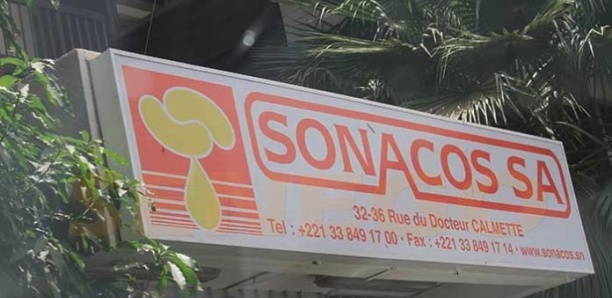 SONACOS SA
32-36 Rue du Docteur CALMETTE
Tel : +221 33 849 17 00 • Fax : +221 33 849 17 14 • www.sonacos.sn